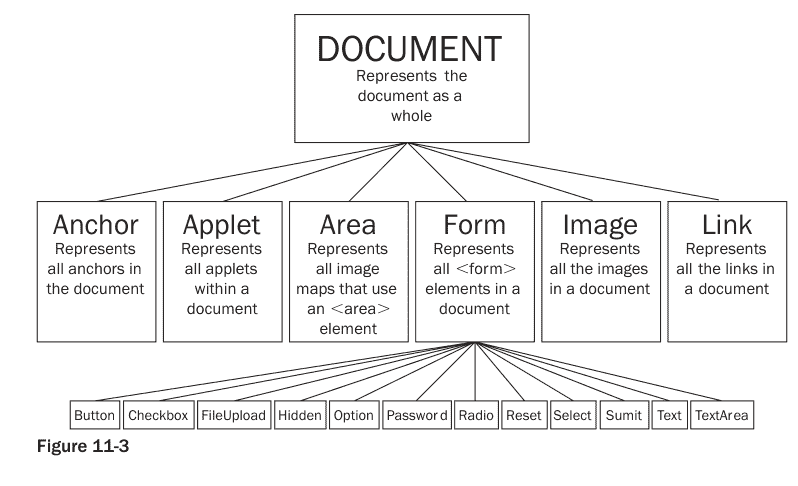 DOCUMENT
Represents the
document as a
whole
Anchor
Represents
all anchors in
the document
Applet
Represents
all applets
within a
document
Area
Represents
all image
maps that use
an <area>
element
Form
Represents
all <form>
elements in a
document
Image
Represents
all the images
in a document
Link
Represents
all the links in
a document
Button
Checkbox
FileUpload
Hidden
Option
Password
Radio
Reset
Select
Sumit
Text
TextArea
Figure 11-3